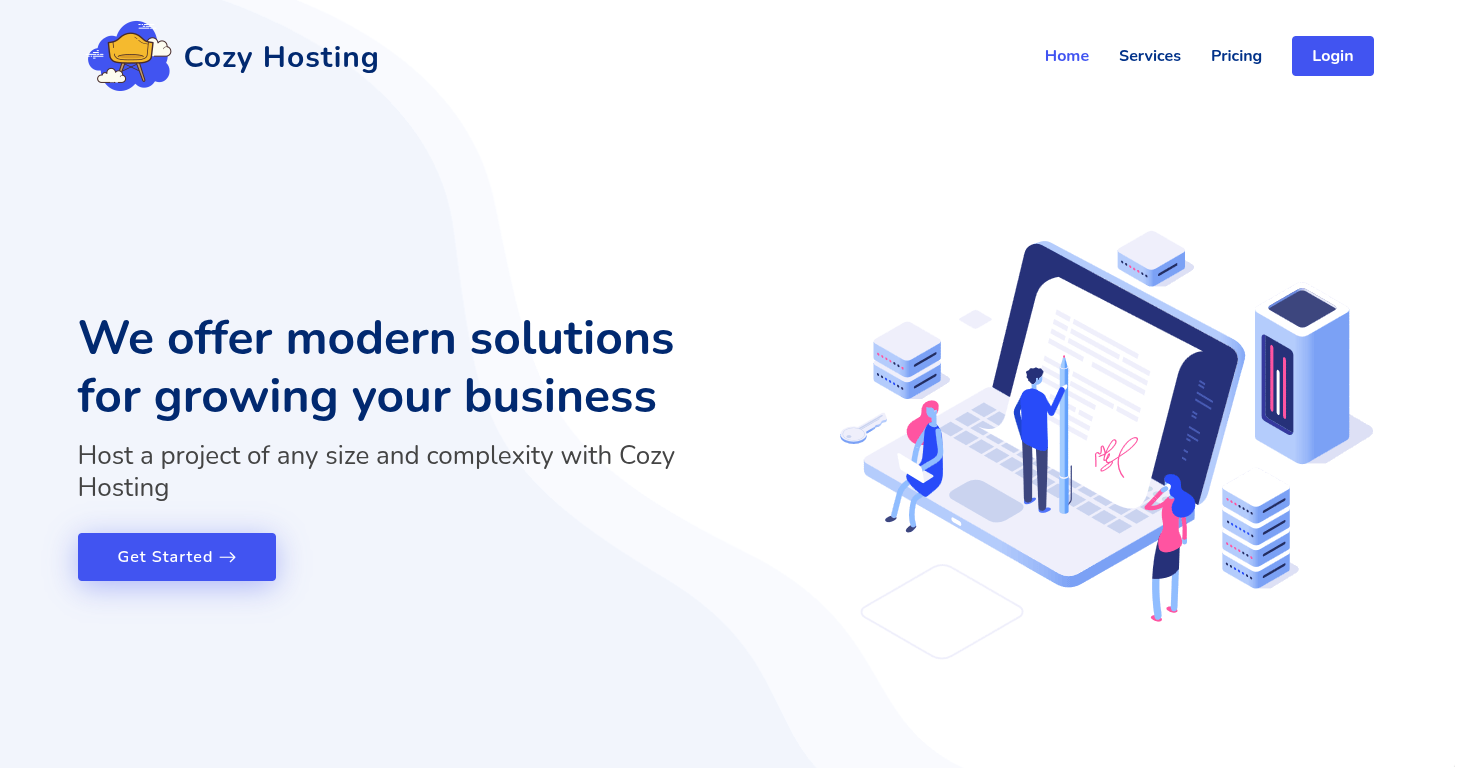 Cozy Hosting
Home Services Pricing Login
We offer modern solutions
for growing your business
Host a project of any size and complexity with Cozy
Hosting
Get Started →